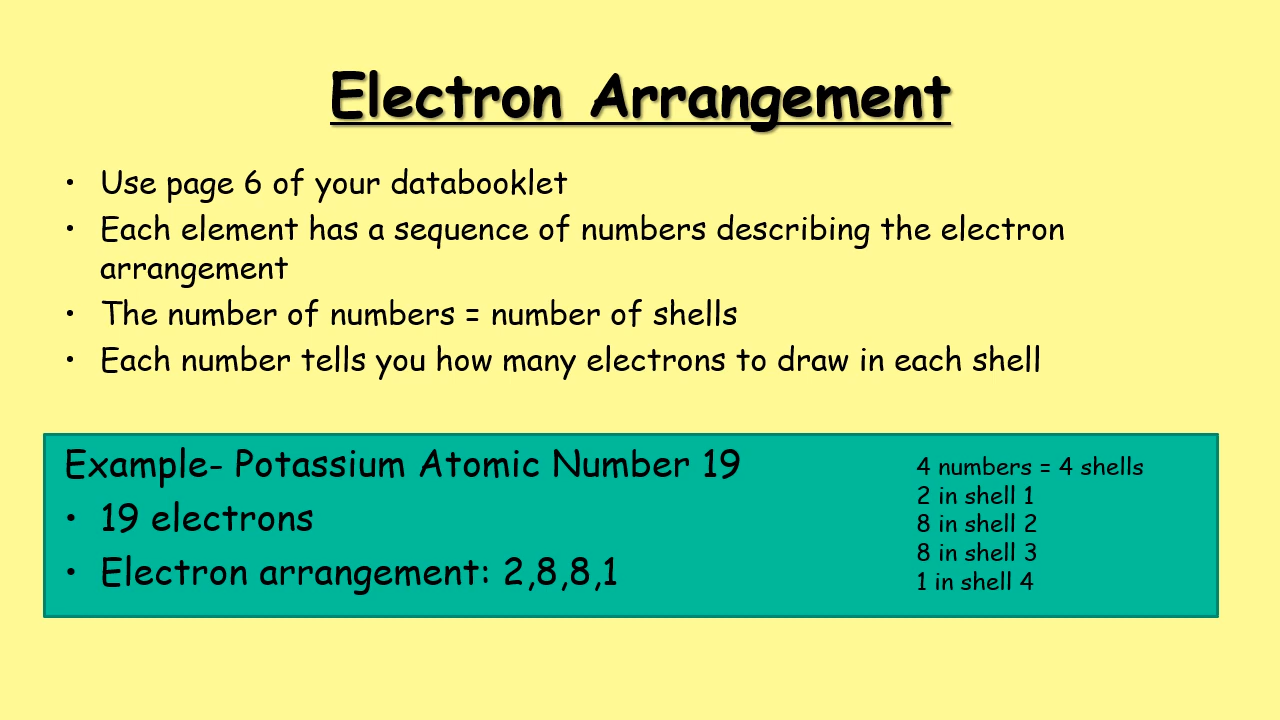 Electron Arrangement
• Use page 6 of your databooklet
• Each element has a sequence of numbers describing the electron
arrangement
• The number of numbers = number of shells
• Each number tells you how many electrons to draw in each shell
Example- Potassium Atomic Number 19
• 19 electrons
• Electron arrangement: 2,8,8,1
4 numbers = 4 shells
2 in shell 1
8 in shell 2
8 in shell 3
1 in shell 4